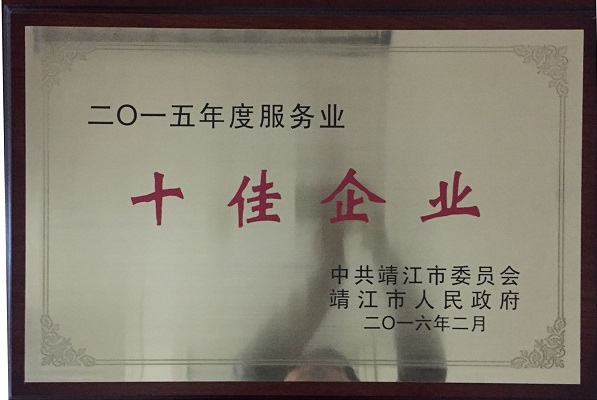 二〇一五年度服务业
十佳企业
中共靖江市委员会
靖江市人民政府
二〇一六年二月